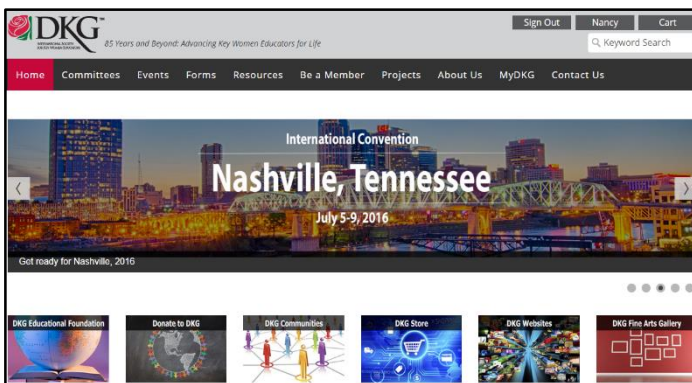 Sign Out Nancy Cart
DKG
85 Years and Beyond: Advancing Key Women Educators for Life
Keyword Search
Home Committees Events Forms Resources Be a Member Projects About Us MyDKG Contact Us
International Convention
Nashville, Tennessee
July 5-9, 2016
Get ready for Nashville, 2016
DKG Educational Foundation Donate to DKG DKG Communities DKG Store DKG Websites DKG Fine Arts Gallery